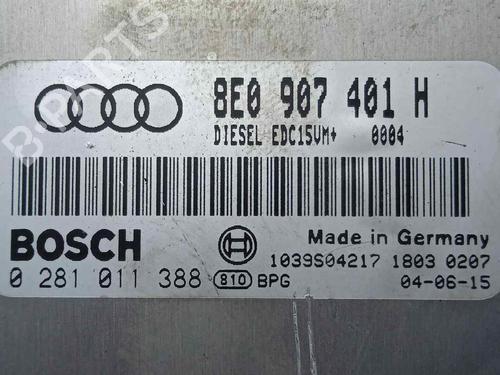 8E0 907 401 H
DIESEL EDC15VM+ 0004
BOSCH
Made in Germany
0 281 011 388 810 BPG
1039S04217 1803 0207
04-06-15
B-PARTS